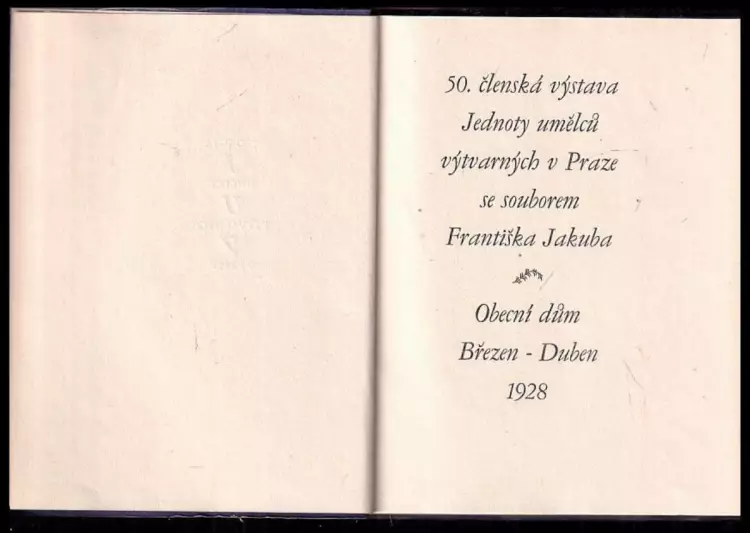 50. členská výstava
Jednoty umělců
výtvarných v Praze
se souborem
Františka Jakuba
Obecní dům
Březen - Duben
1928